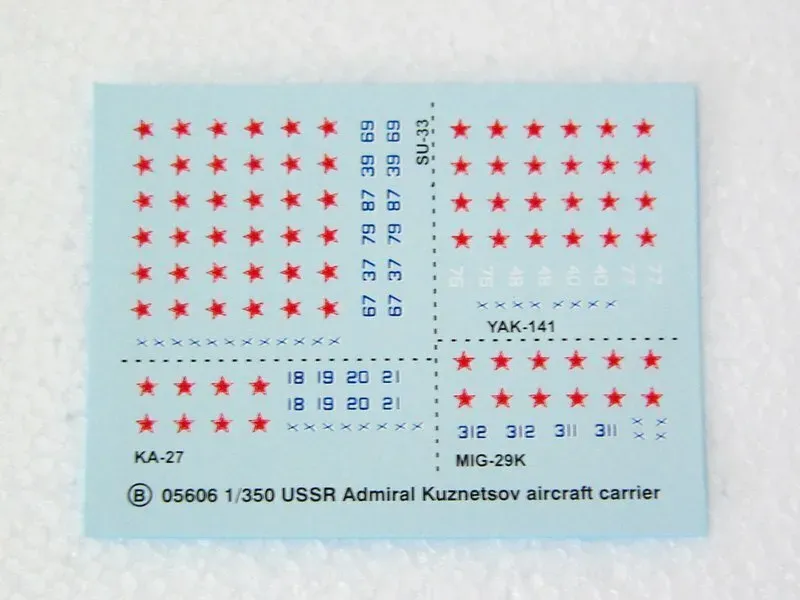 69 69
39 39
87 87
79 79
37 37
67 67
SU-33
75 75 48 48 40 40 77 77
YAK-141
18 19 20 21
18 19 20 21
KA-27
312 312 311 311
MIG-29K
B 05606 1/350 USSR Admiral Kuznetsov aircraft carrier